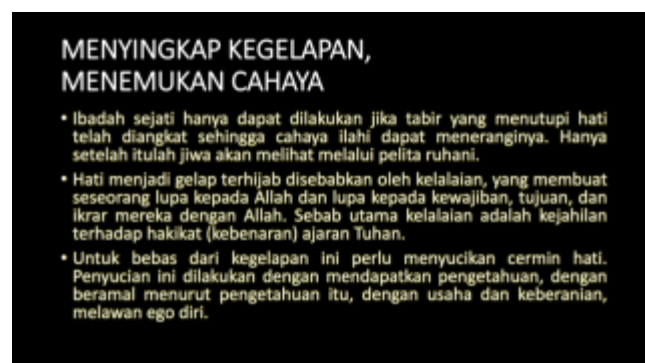 MENYINGKAP KEGELAPAN,
MENEMUKAN CAHAYA
• Ibadah sejati hanya dapat dilakukan jika tabir yang menutupi hati
telah diangkat sehingga cahaya ilahi dapat meneranginya. Hanya
setelah itulah jiwa akan melihat melalui pelita ruhani.
• Hati menjadi gelap terhijab disebabkan oleh kelalaian, yang membuat
seseorang lupa kepada Allah dan lupa kepada kewajiban, tujuan, dan
ikrar mereka dengan Allah. Sebab utama kelalaian adalah kejahilan
terhadap hakikat (kebenaran) ajaran Tuhan.
• Untuk bebas dari kegelapan ini perlu menyucikan cermin hati.
Penyucian ini dilakukan dengan mendapatkan pengetahuan, dengan
beramal menurut pengetahuan itu, dengan usaha dan keberanian,
melawan ego diri.